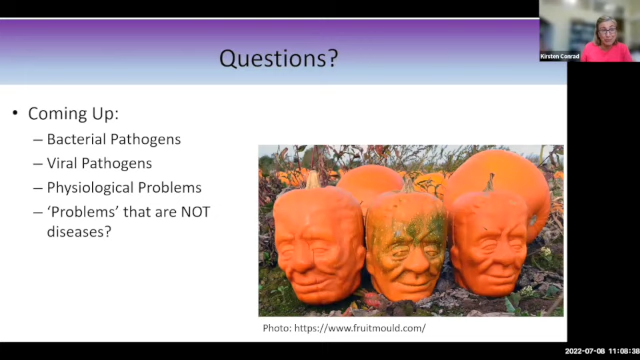 Questions?
Kirsten Conrad
• Coming Up:
– Bacterial Pathogens
– Viral Pathogens
– Physiological Problems
– ‘Problems’ that are NOT
diseases?
Photo: https://www.fruitmould.com/
2022-07-08 11:08:38